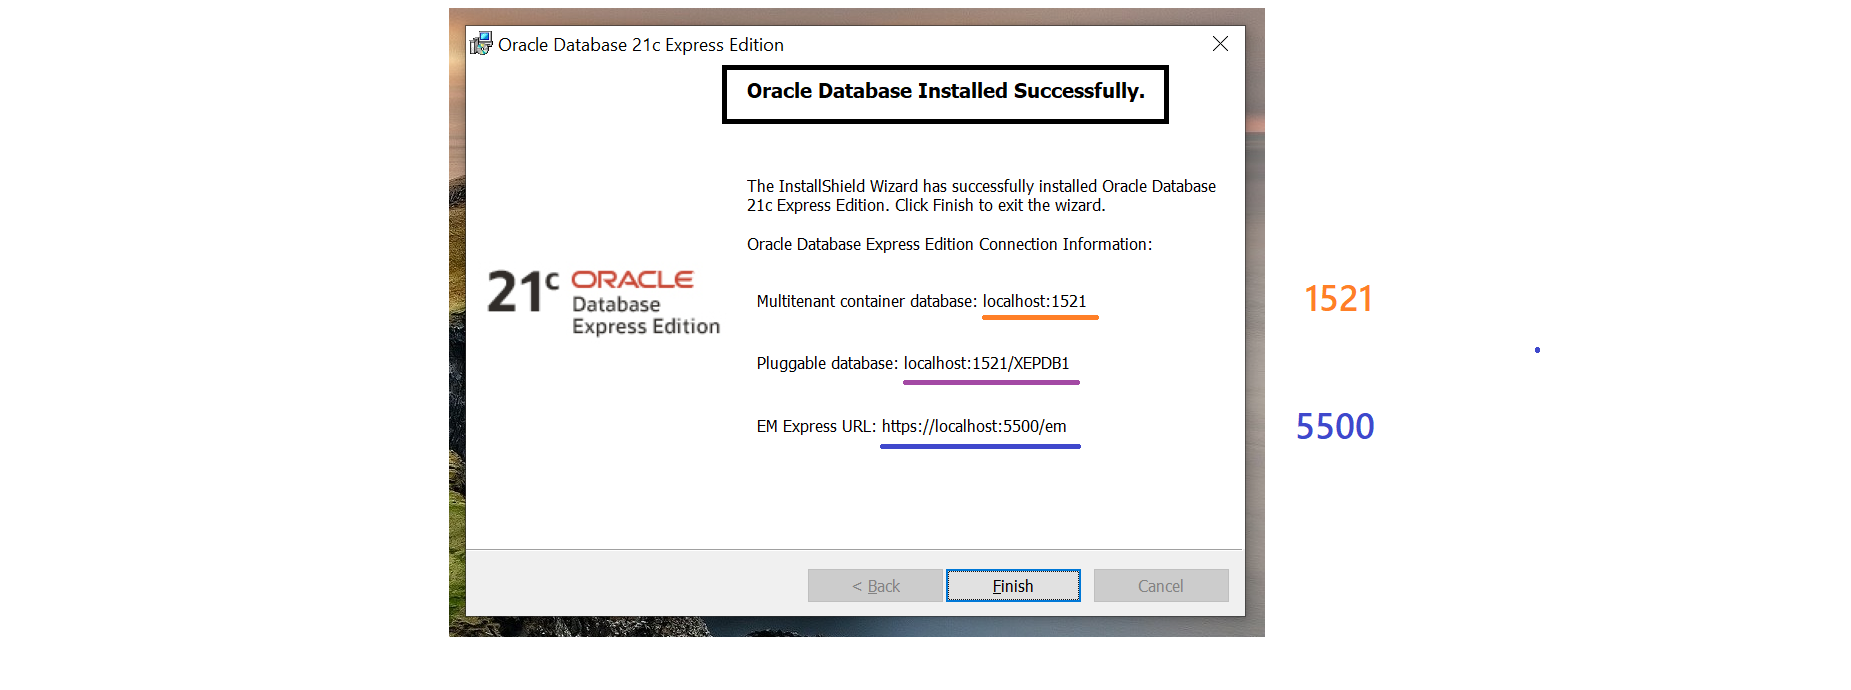 Oracle Database 21c Express Edition
Oracle Database Installed Successfully.
The InstallShield Wizard has successfully installed Oracle Database
21c Express Edition. Click Finish to exit the wizard.
Oracle Database Express Edition Connection Information:
21c ORACLE
Database
Express Edition
Multitenant container database: localhost:1521
1521
Pluggable database: localhost:1521/XEPDB1
EM Express URL: https://localhost:5500/em
5500
< Back
Finish
Cancel